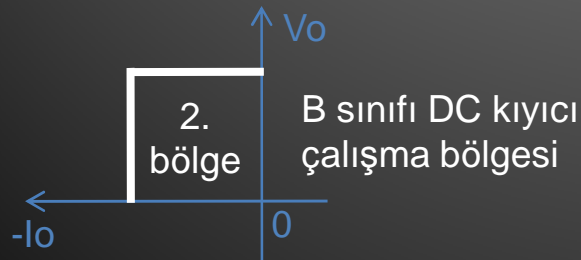 Vo
2.
bölge
B sınıfı DC kıyıcı
çalışma bölgesi
-Io
0